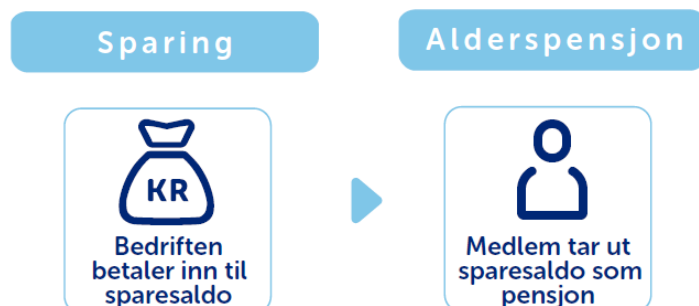 Sparing
Alderspensjon
KR
Bedriften
betaler inn til
sparesaldo
Medlem tar ut
sparesaldo som
pensjon